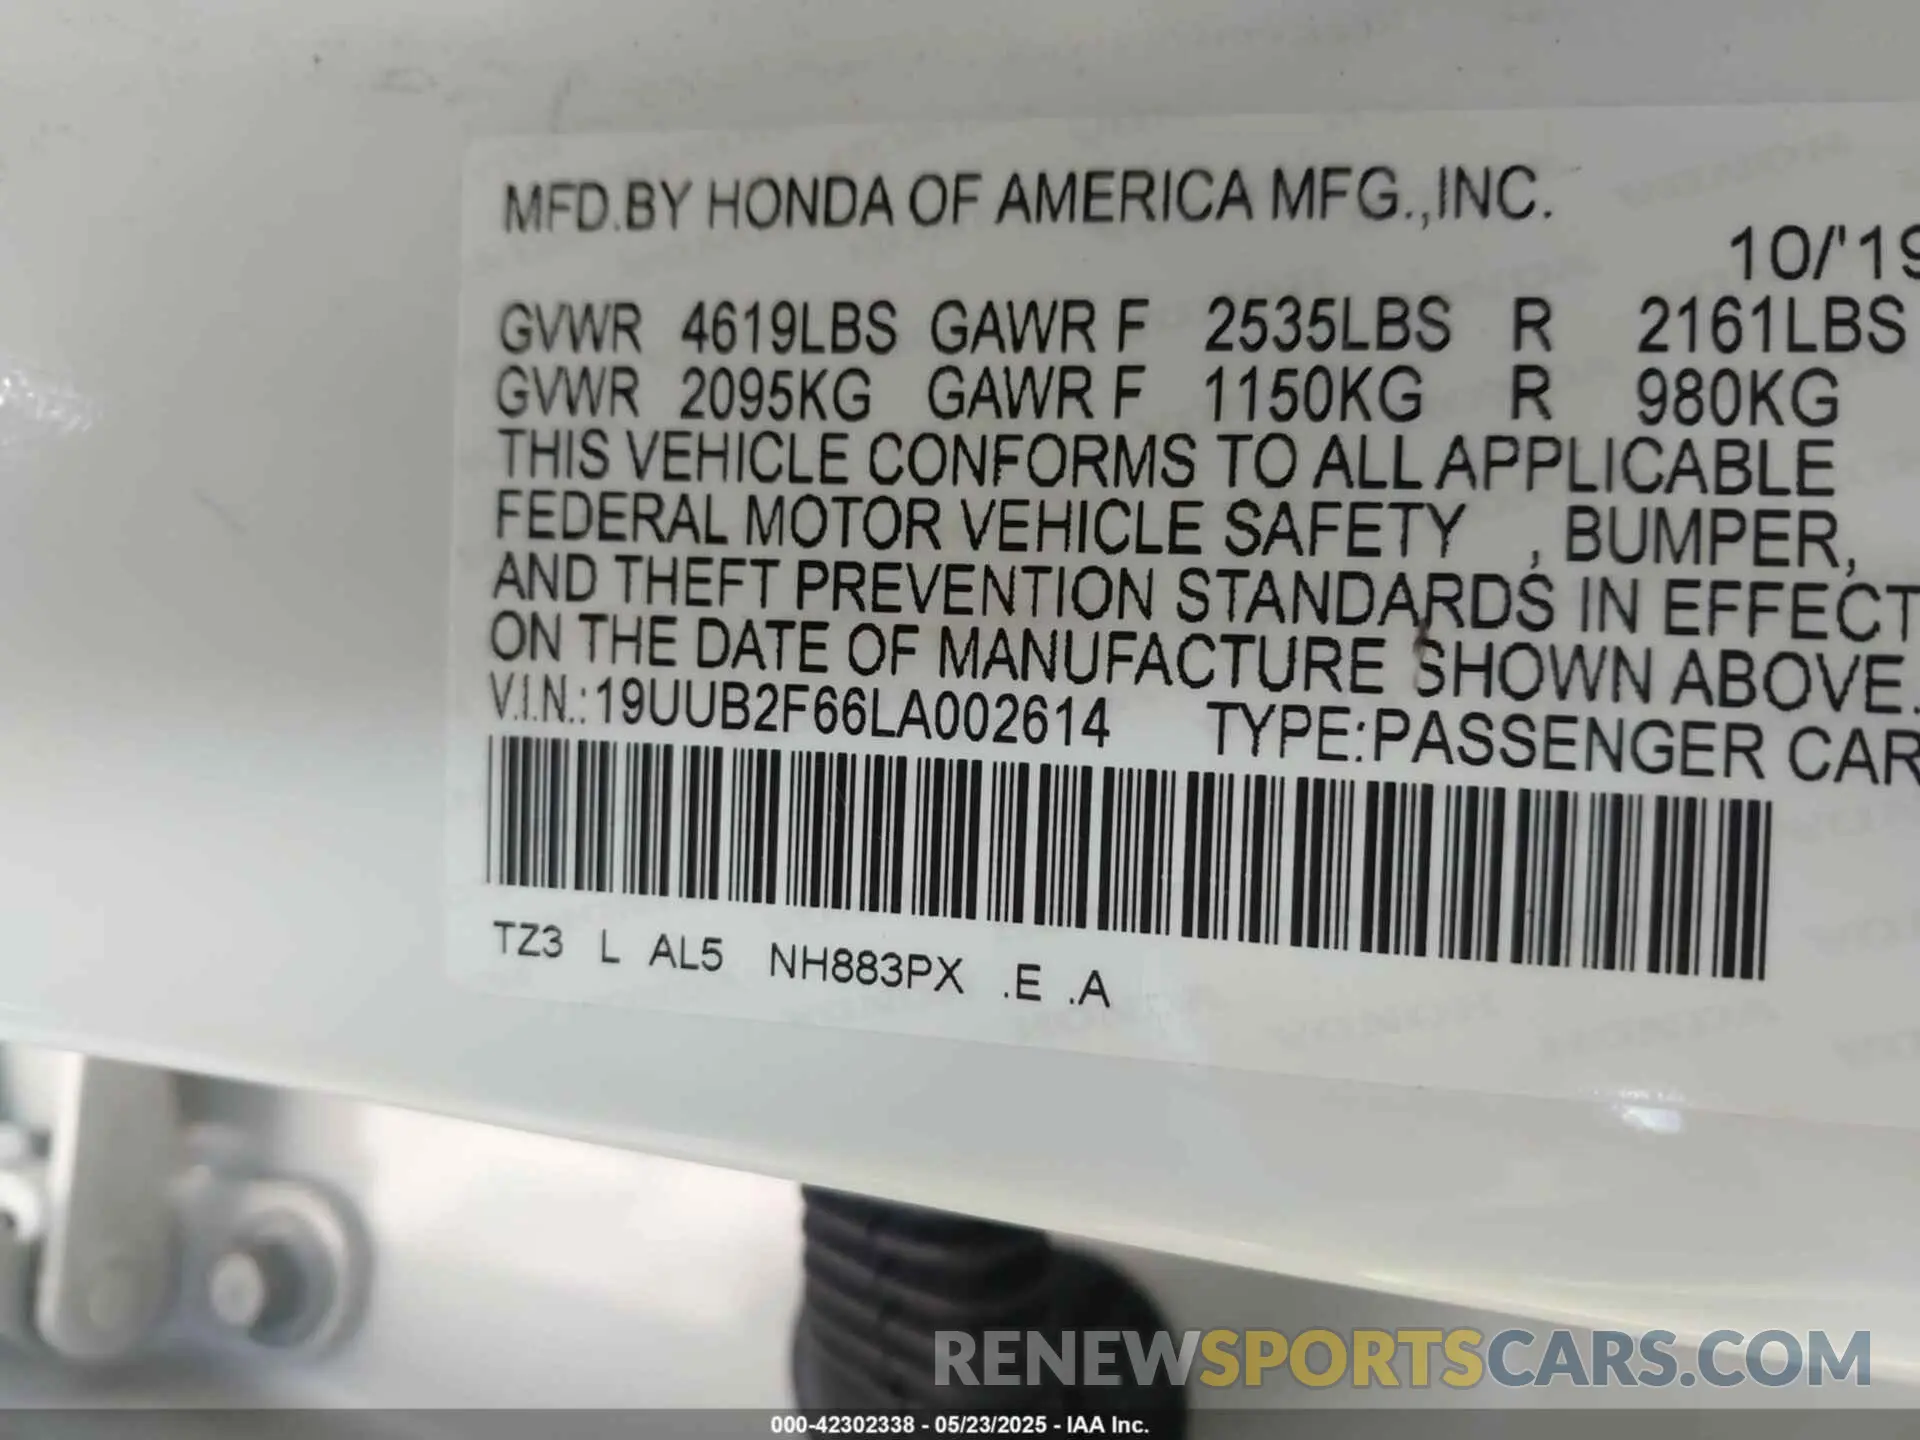 MFD.BY HONDA OF AMERICA MFG.,INC.
10/'19
GVWR 4619LBS GAWR F 2535LBS R 2161LBS
GVWR 2095KG GAWR F 1150KG R 980KG
THIS VEHICLE CONFORMS TO ALL APPLICABLE
FEDERAL MOTOR VEHICLE SAFETY , BUMPER,
AND THEFT PREVENTION STANDARDS IN EFFECT
ON THE DATE OF MANUFACTURE SHOWN ABOVE.
V.I.N.:19UUB2F66LA002614 TYPE:PASSENGER CAR
TZ3 L AL5 NH883PX .E .A
RENEWSPORTSCARS.COM
000-42302338 - 05/23/2025 - IAA Inc.